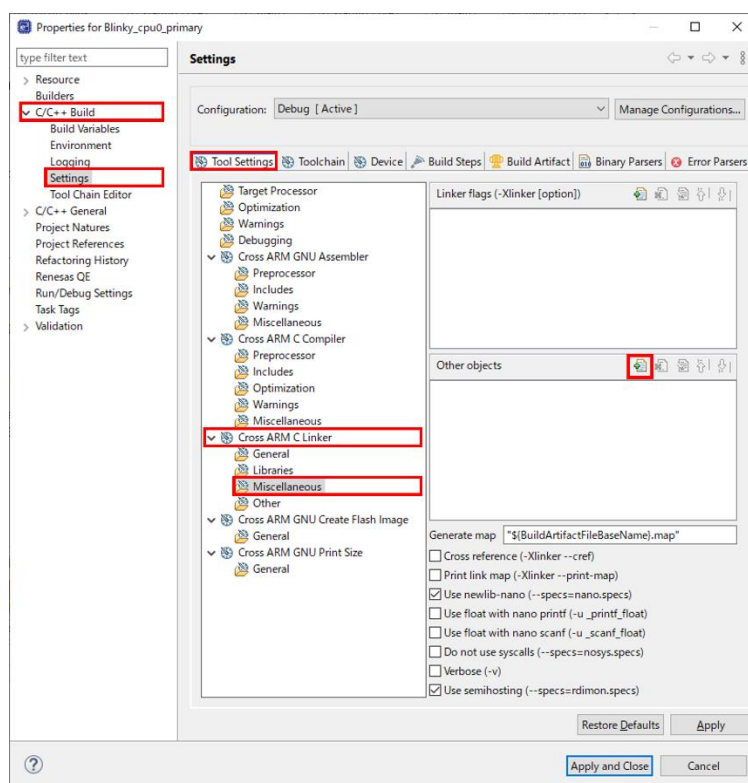 Properties for Blinky_cpu0_primary
type filter text
Resource
Builders
C/C++ Build
Build Variables
Environment
Logging
Settings
Tool Chain Editor
C/C++ General
Project Natures
Project References
Refactoring History
Renesas QE
Run/Debug Settings
Task Tags
Validation
Settings
Configuration: Debug [ Active ]
Manage Configurations...
Tool Settings Toolchain Device Build Steps Build Artifact Binary Parsers Error Parsers
Target Processor
Optimization
Warnings
Debugging
Cross ARM GNU Assembler
Preprocessor
Includes
Warnings
Miscellaneous
Cross ARM C Compiler
Preprocessor
Includes
Optimization
Warnings
Miscellaneous
Cross ARM C Linker
General
Libraries
Miscellaneous
Other
Cross ARM GNU Create Flash Image
General
Cross ARM GNU Print Size
General
Linker flags (-Xlinker [option])
Other objects
Generate map "${BuildArtifactFileBaseName}.map"
Cross reference (-Xlinker --cref)
Print link map (-Xlinker --print-map)
Use newlib-nano (--specs=nano.specs)
Use float with nano printf (-u _printf_float)
Use float with nano scanf (-u _scanf_float)
Do not use syscalls (--specs=nosys.specs)
Verbose (-v)
Use semihosting (--specs=rdimon.specs)
Restore Defaults Apply
Apply and Close Cancel